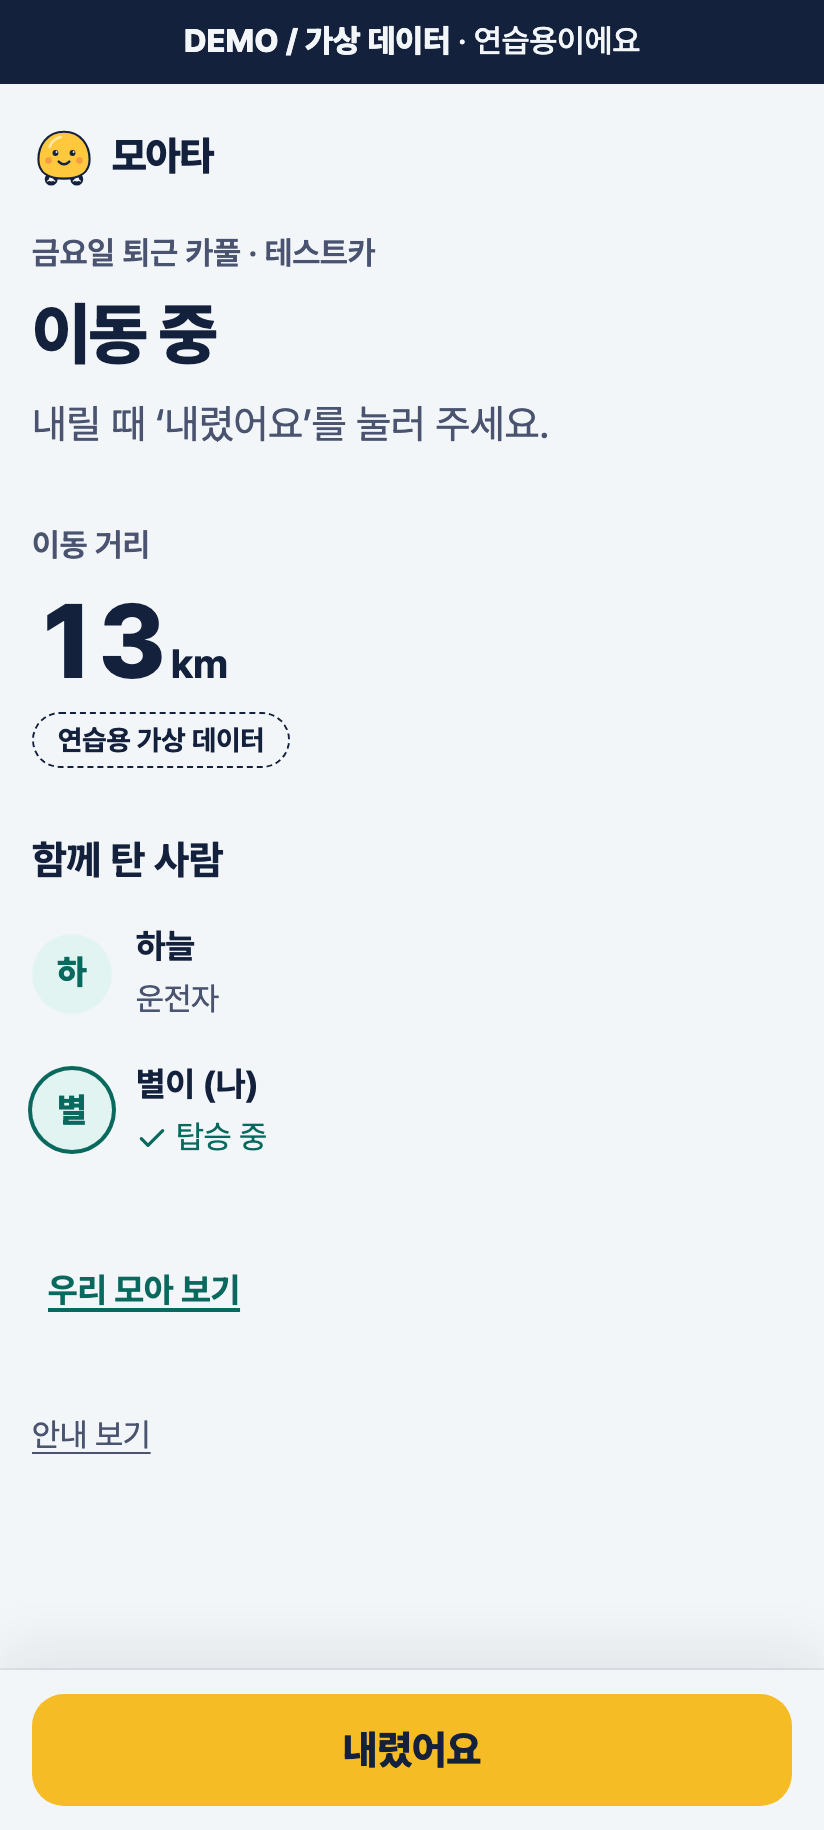 DEMO / 가상 데이터 · 연습용이에요
모아타
금요일 퇴근 카풀 · 테스트카
이동 중
내릴 때 ‘내렸어요’를 눌러 주세요.
이동 거리
13 km
연습용 가상 데이터
함께 탄 사람
하
하늘
운전자
별
별이 (나)
탑승 중
우리 모아 보기
안내 보기
내렸어요